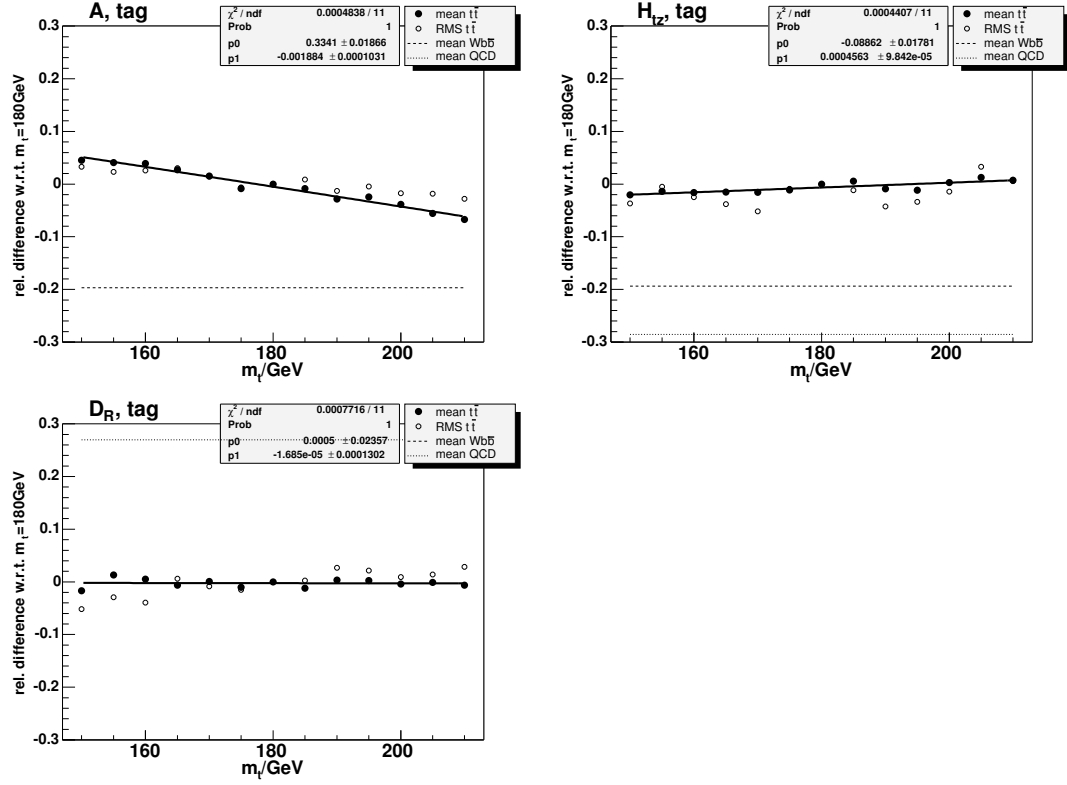 A, tag
χ² / ndf 0.0004838 / 11
Prob 1
p0 0.3341 ± 0.01866
p1 -0.001884 ± 0.0001031
mean tt̄
RMS tt̄
mean Wbb̄
mean QCD
rel. difference w.r.t. mₜ=180GeV
0.3
0.2
0.1
0
-0.1
-0.2
-0.3
160 180 200
mₜ/GeV
H_tz, tag
χ² / ndf 0.0004407 / 11
Prob 1
p0 -0.08862 ± 0.01781
p1 0.0004563 ± 9.842e-05
mean tt̄
RMS tt̄
mean Wbb̄
mean QCD
rel. difference w.r.t. mₜ=180GeV
0.3
0.2
0.1
0
-0.1
-0.2
-0.3
160 180 200
mₜ/GeV
D_R, tag
χ² / ndf 0.0007716 / 11
Prob 1
p0 0.0005 ± 0.02357
p1 -1.685e-05 ± 0.0001302
mean tt̄
RMS tt̄
mean Wbb̄
mean QCD
rel. difference w.r.t. mₜ=180GeV
0.3
0.2
0.1
0
-0.1
-0.2
-0.3
160 180 200
mₜ/GeV